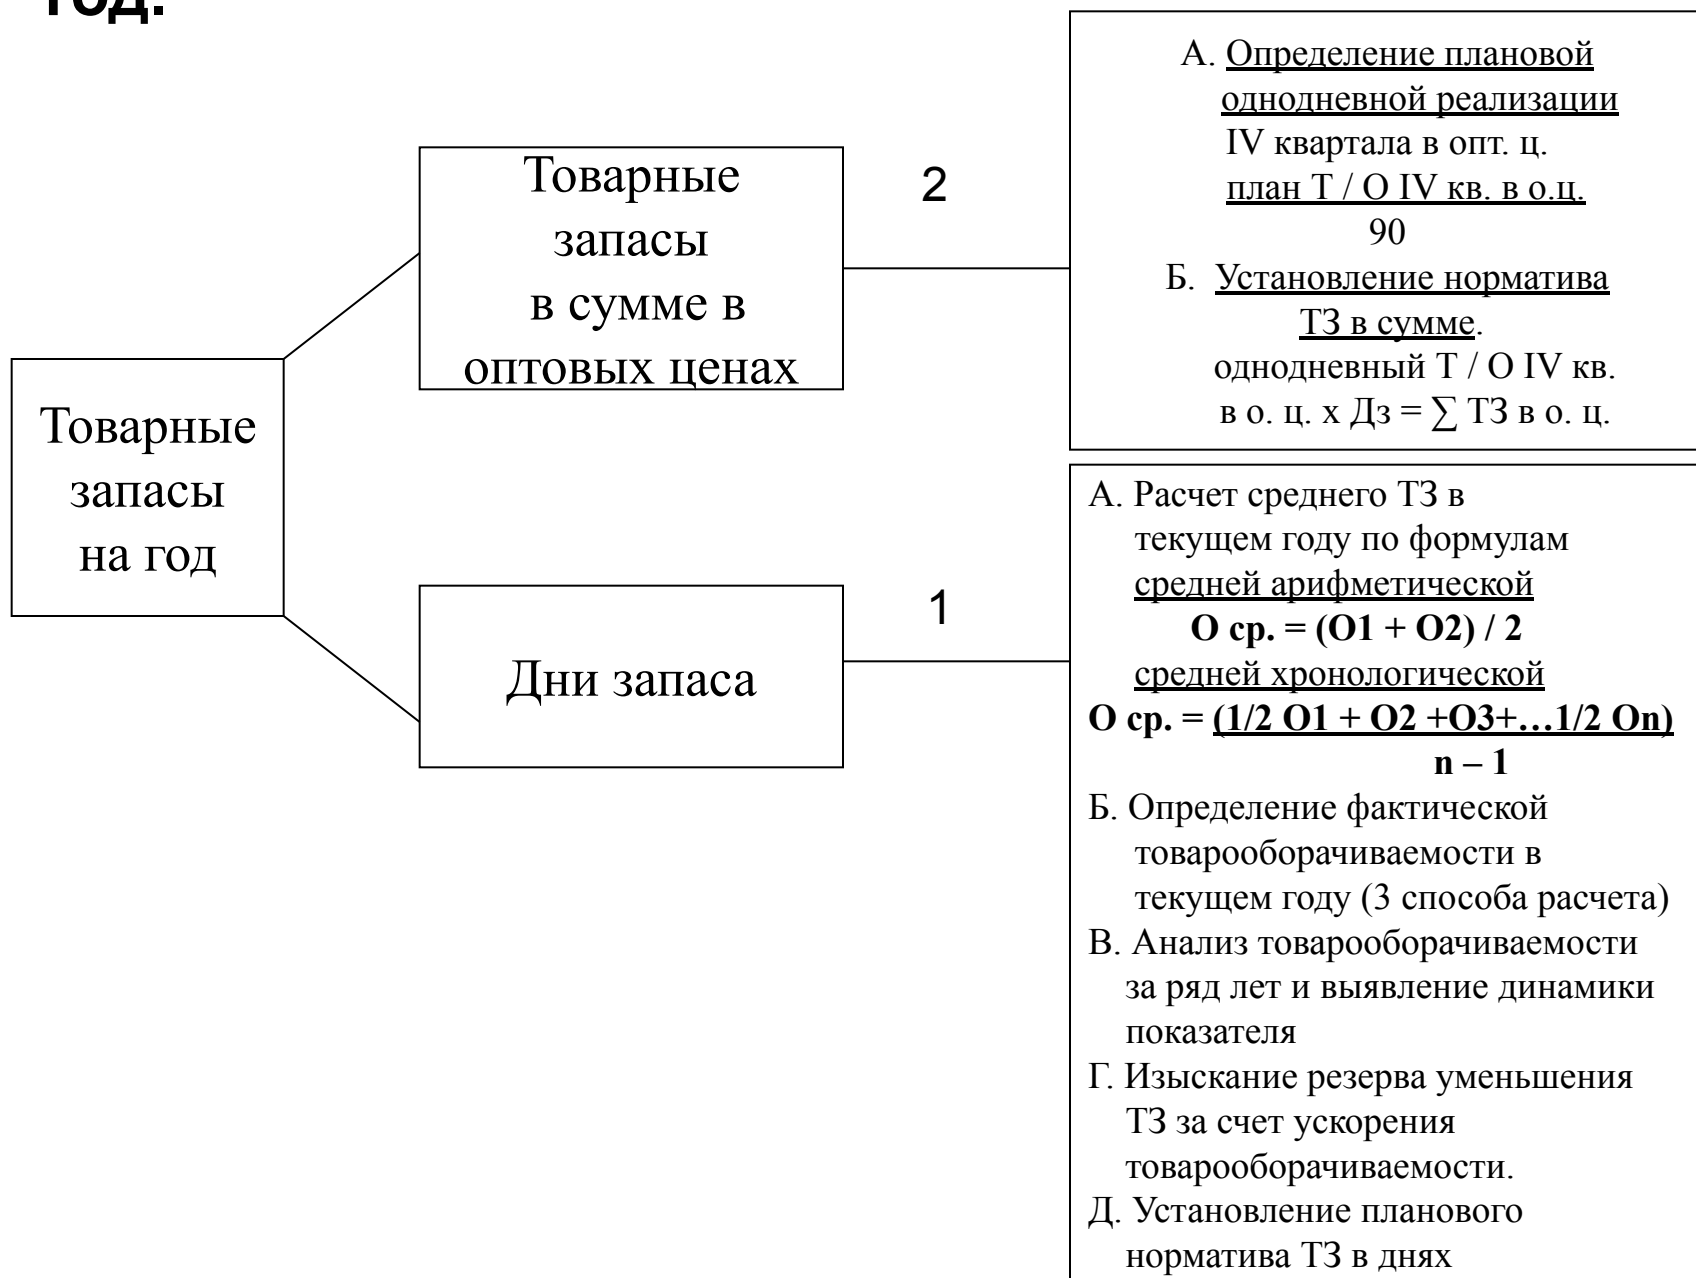 год.
Товарные
запасы
на год
Товарные
запасы
в сумме в
оптовых ценах
2
А. Определение плановой
однодневной реализации
IV квартала в опт. ц.
план Т / О IV кв. в о.ц.
90
Б. Установление норматива
ТЗ в сумме.
однодневный Т / О IV кв.
в о. ц. х Дз = ∑ ТЗ в о. ц.
Дни запаса
1
А. Расчет среднего ТЗ в
текущем году по формулам
средней арифметической
О ср. = (О1 + О2) / 2
средней хронологической
О ср. = (1/2 О1 + О2 +О3+…1/2 Оn)
n – 1
Б. Определение фактической
товарооборачиваемости в
текущем году (3 способа расчета)
В. Анализ товарооборачиваемости
за ряд лет и выявление динамики
показателя
Г. Изыскание резерва уменьшения
ТЗ за счет ускорения
товарооборачиваемости.
Д. Установление планового
норматива ТЗ в днях